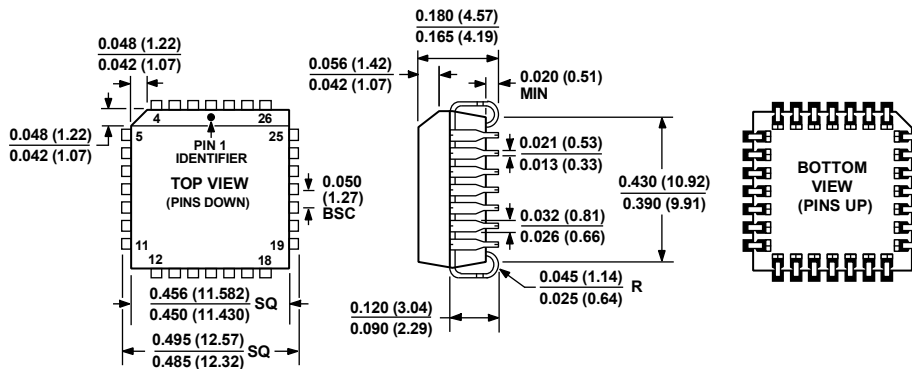 0.048 (1.22)
0.042 (1.07)
0.048 (1.22)
0.042 (1.07)
4
26
5
25
PIN 1
IDENTIFIER
TOP VIEW
(PINS DOWN)
11
19
12
18
0.050
(1.27)
BSC
0.456 (11.582)
0.450 (11.430)
SQ
0.495 (12.57)
0.485 (12.32)
SQ
0.180 (4.57)
0.165 (4.19)
0.056 (1.42)
0.042 (1.07)
0.020 (0.51)
MIN
0.021 (0.53)
0.013 (0.33)
0.032 (0.81)
0.026 (0.66)
0.430 (10.92)
0.390 (9.91)
0.045 (1.14)
0.025 (0.64)
R
0.120 (3.04)
0.090 (2.29)
BOTTOM
VIEW
(PINS UP)